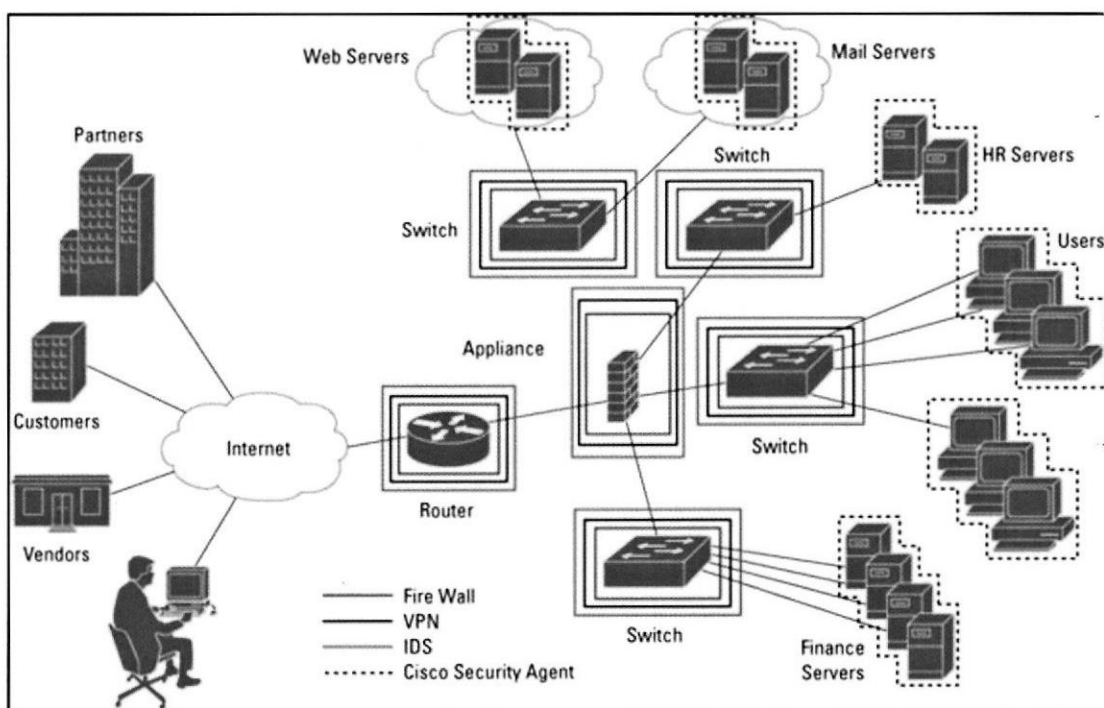 Web Servers
Mail Servers
Partners
Switch
HR Servers
Switch
Users
Appliance
Customers
Internet
Switch
Router
Vendors
Fire Wall
VPN
IDS
Cisco Security Agent
Switch
Finance
Servers